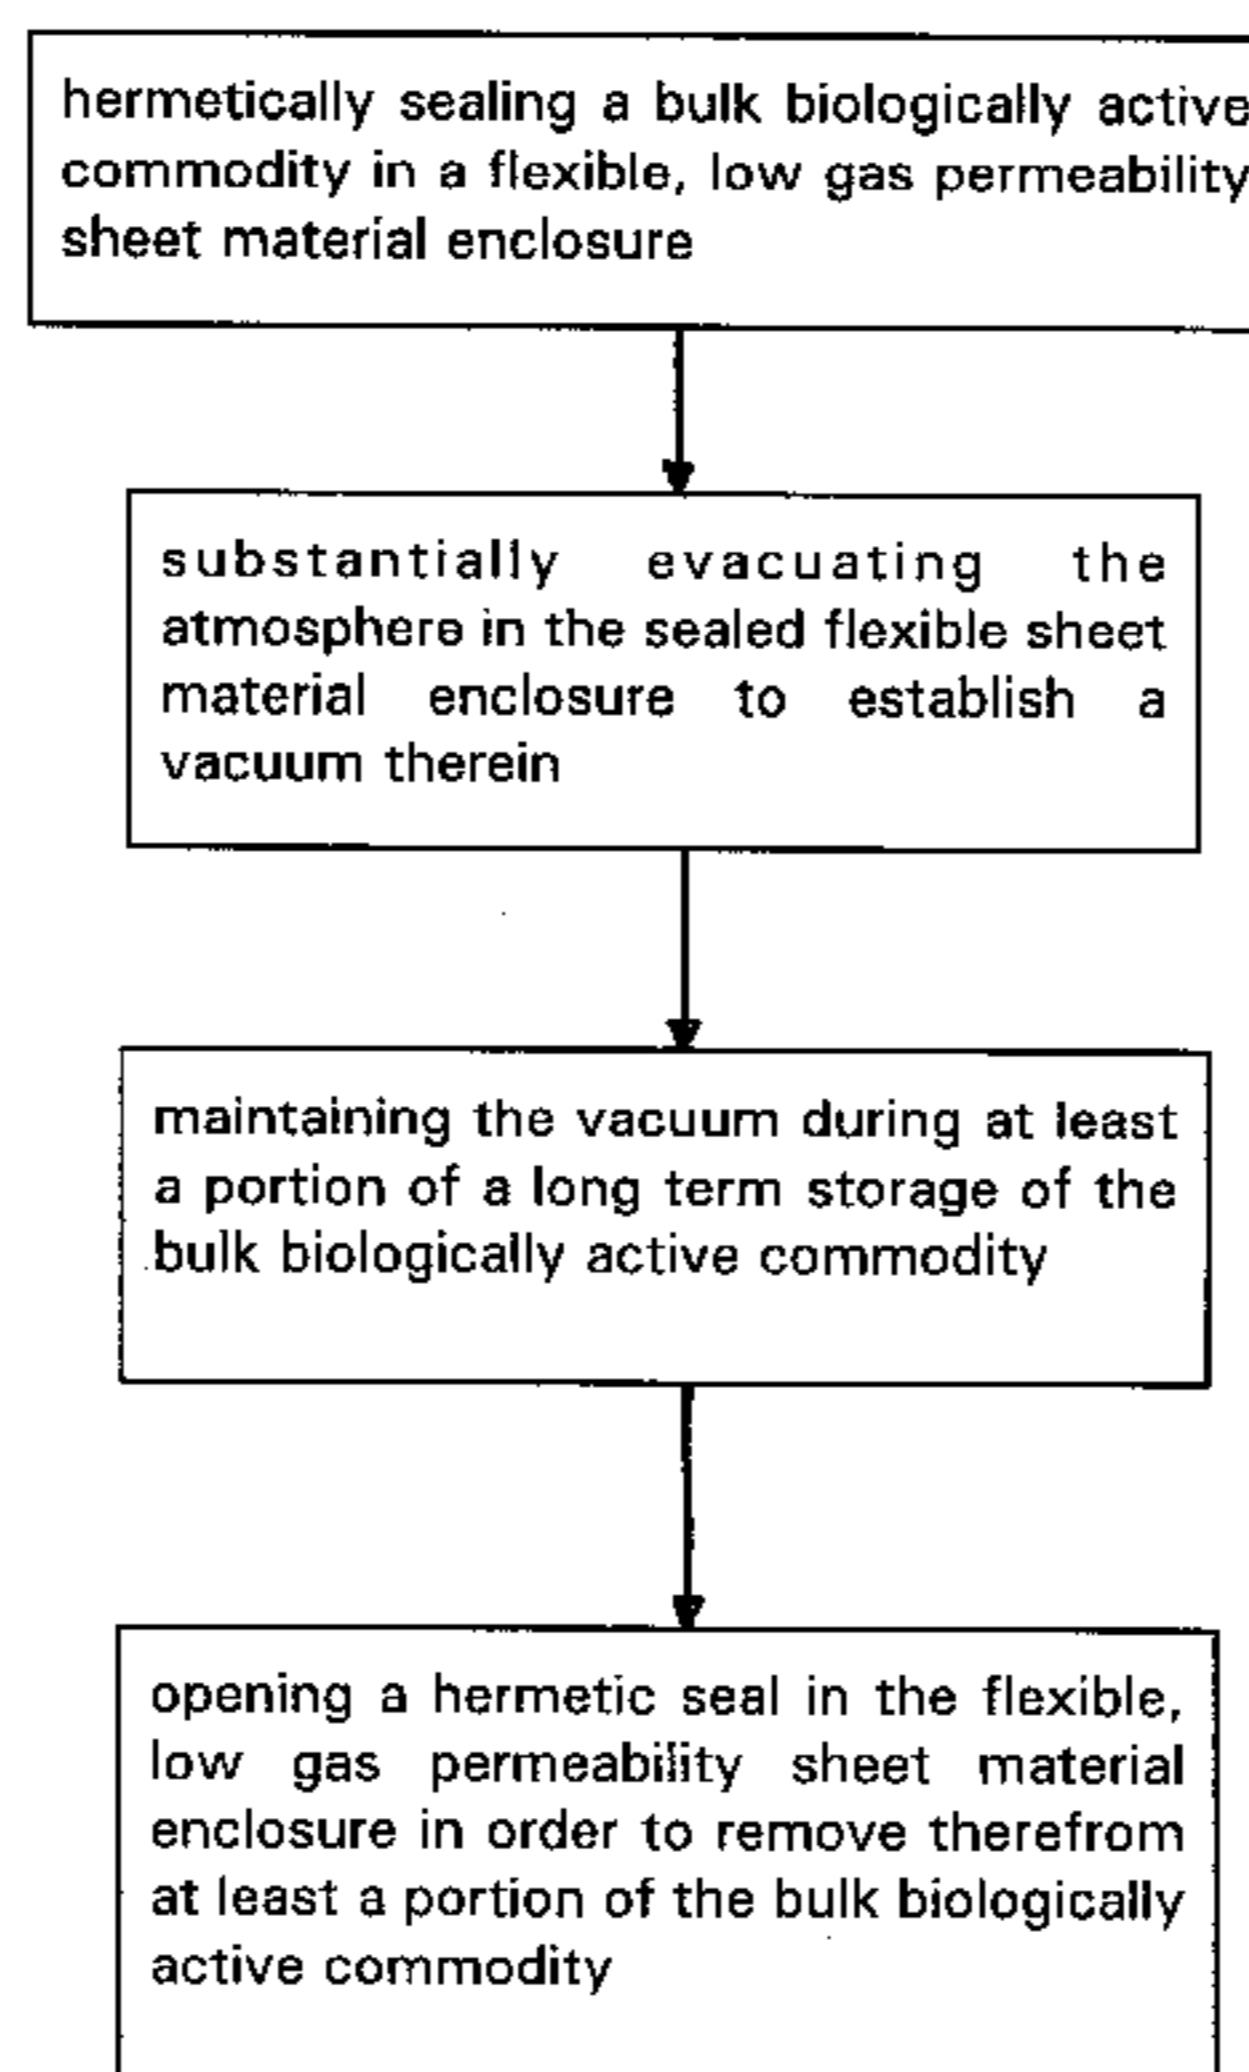 hermetically sealing a bulk biologically active
commodity in a flexible, low gas permeability
sheet material enclosure
substantially evacuating the
atmosphere in the sealed flexible sheet
material enclosure to establish a
vacuum therein
maintaining the vacuum during at least
a portion of a long term storage of the
bulk biologically active commodity
opening a hermetic seal in the flexible,
low gas permeability sheet material
enclosure in order to remove therefrom
at least a portion of the bulk biologically
active commodity